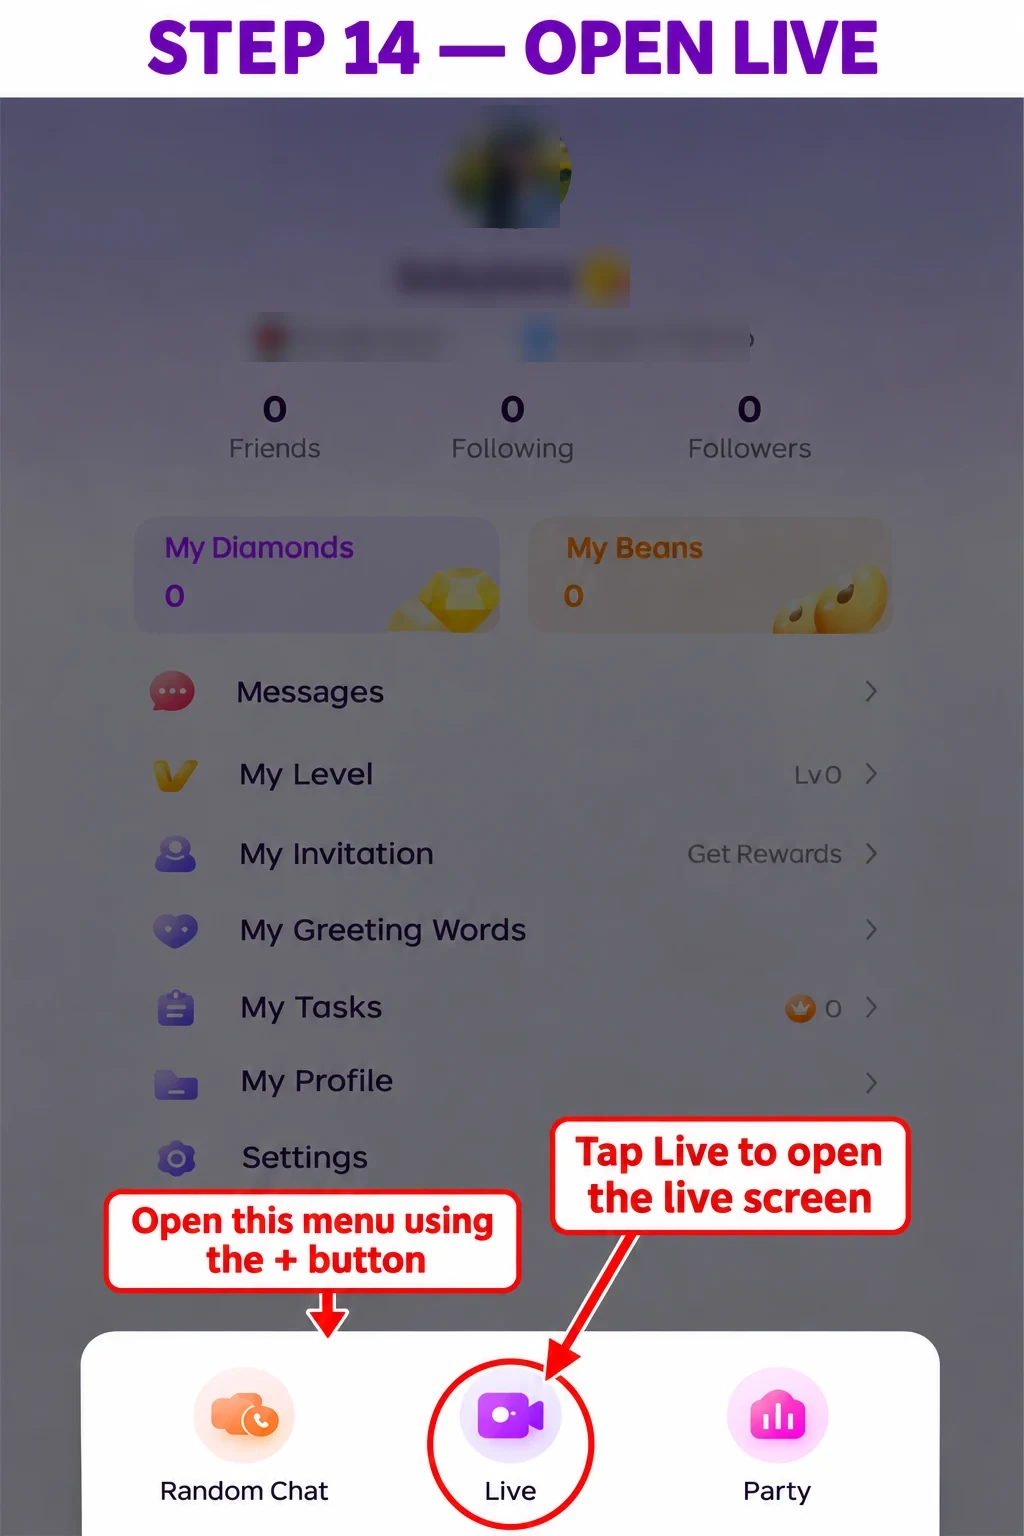 STEP 14 — OPEN LIVE
0
0
0
Friends
Following
Followers
My Diamonds
0
My Beans
0
Messages
My Level
Lv0
My Invitation
Get Rewards
My Greeting Words
My Tasks
0
My Profile
Settings
Tap Live to open
the live screen
Open this menu using
the + button
Random Chat
Live
Party